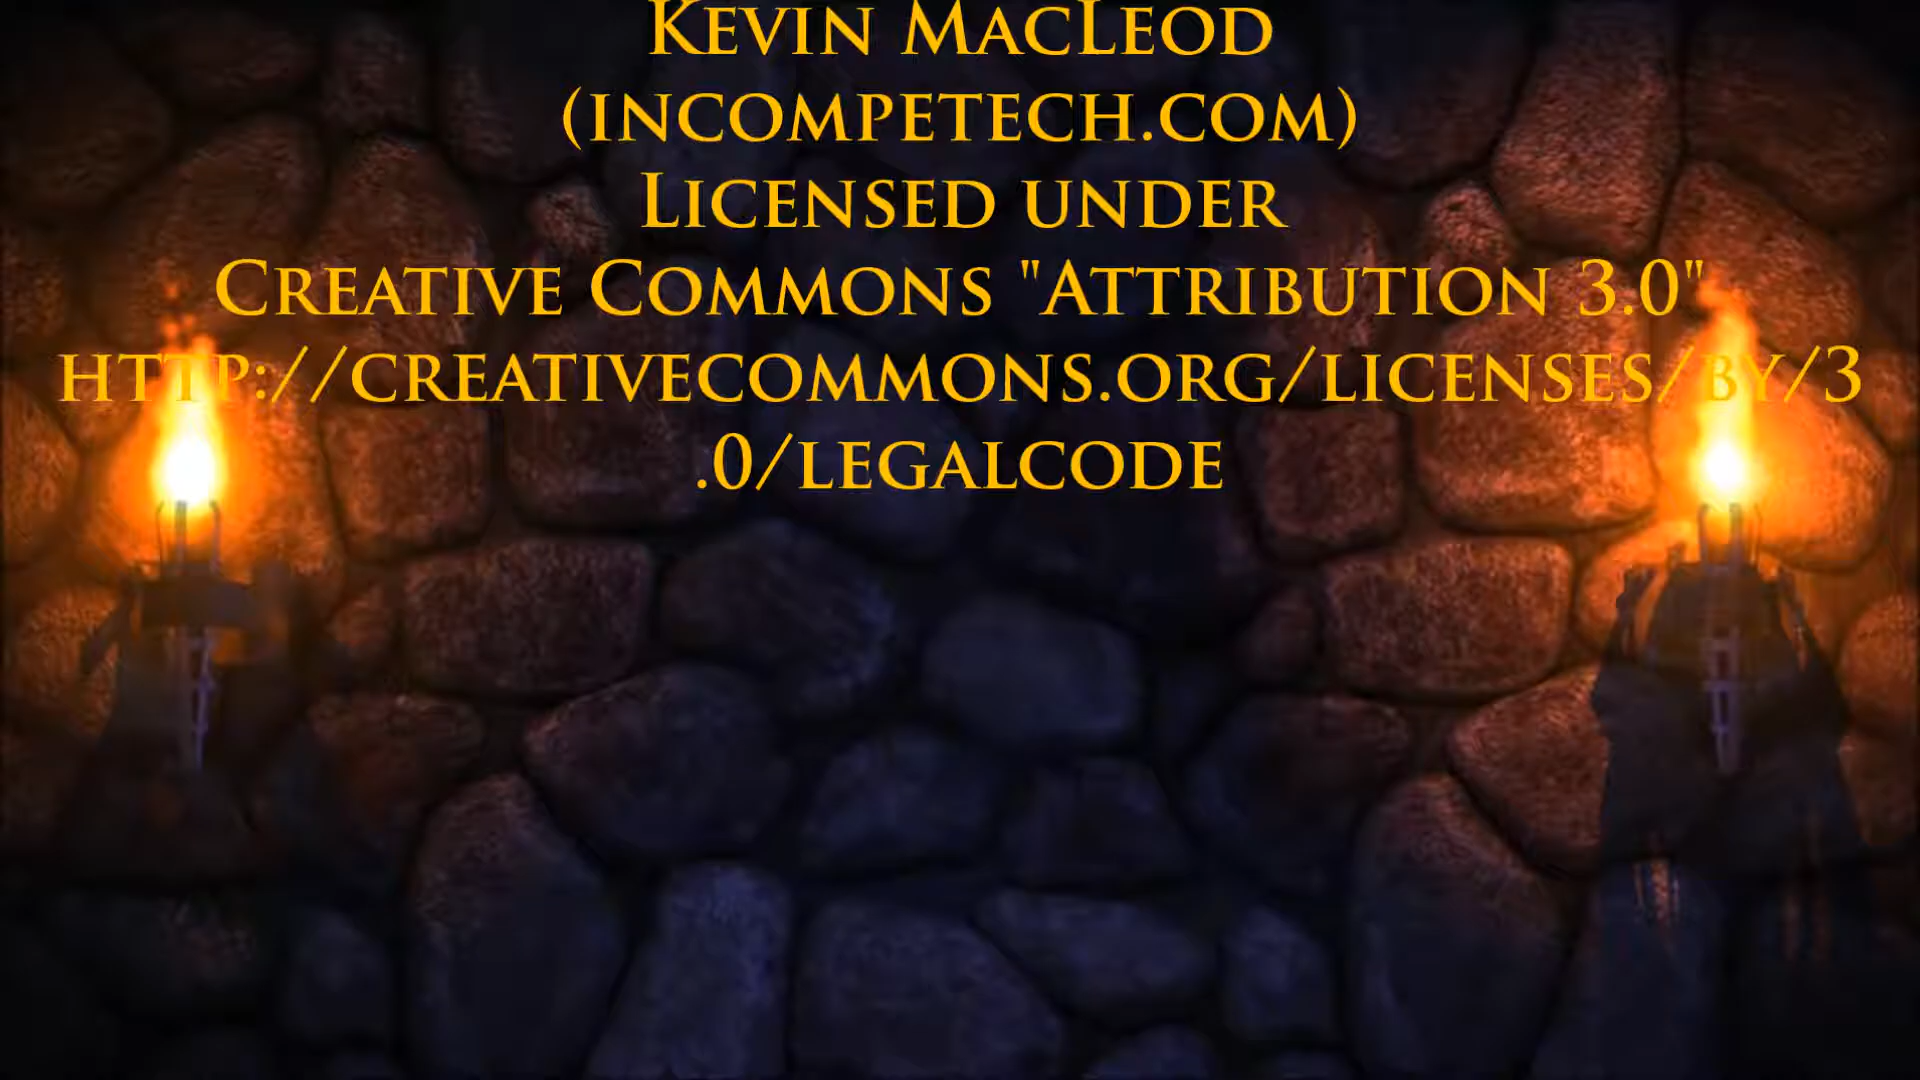 Kevin MacLeod
(incompetech.com)
Licensed under
Creative Commons "Attribution 3.0"
http://creativecommons.org/licenses/by/3
.0/legalcode